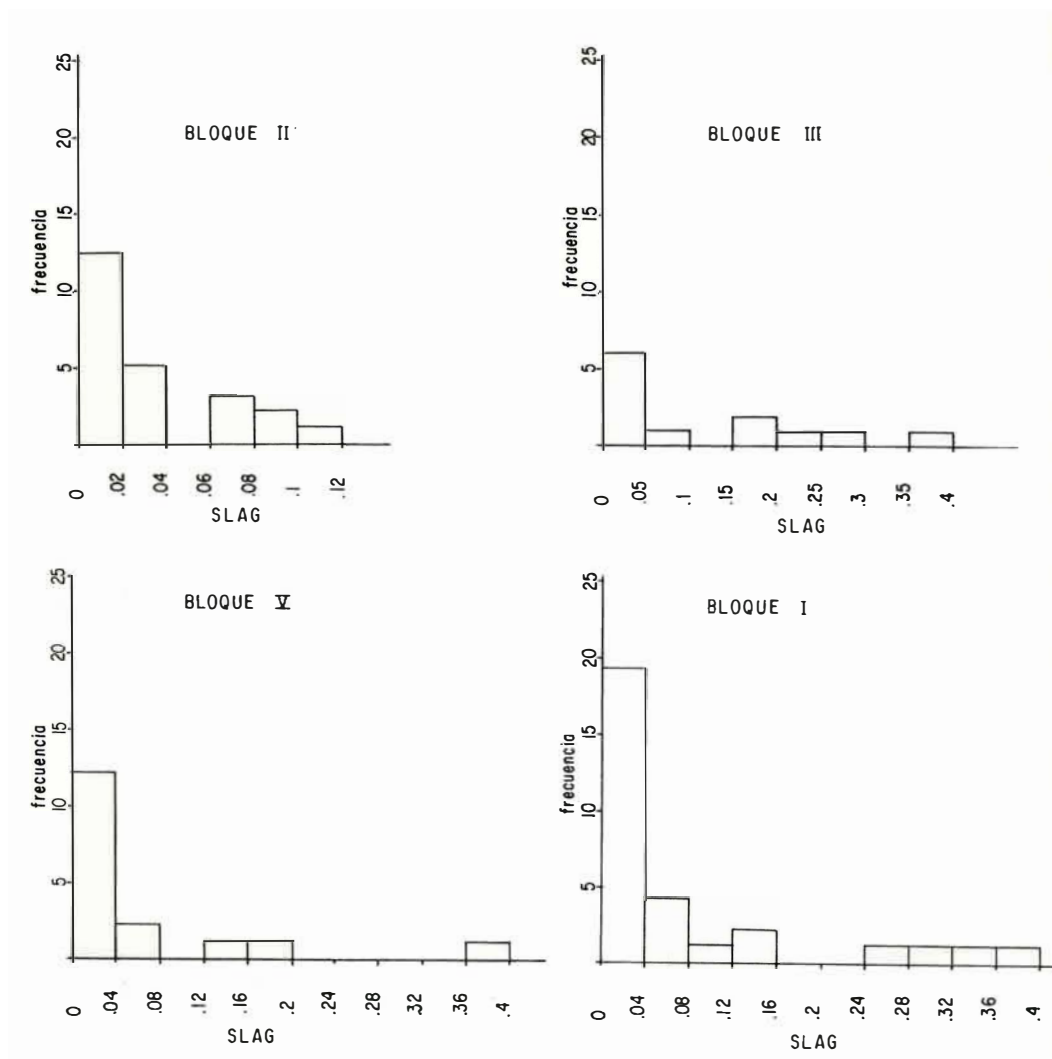 BLOQUE II
frecuencia
25
20
15
10
5
0 .02 .04 .06 .08 .1 .12
SLAG
BLOQUE III
frecuencia
25
20
15
10
5
0 .05 .1 .15 .2 .25 .3 .35 .4
SLAG
BLOQUE V
frecuencia
25
20
15
10
5
0 .04 .08 .12 .16 .2 .24 .28 .32 .36 .4
SLAG
BLOQUE I
frecuencia
25
20
15
10
5
0 .04 .08 .12 .16 .2 .24 .28 .32 .36 .4
SLAG